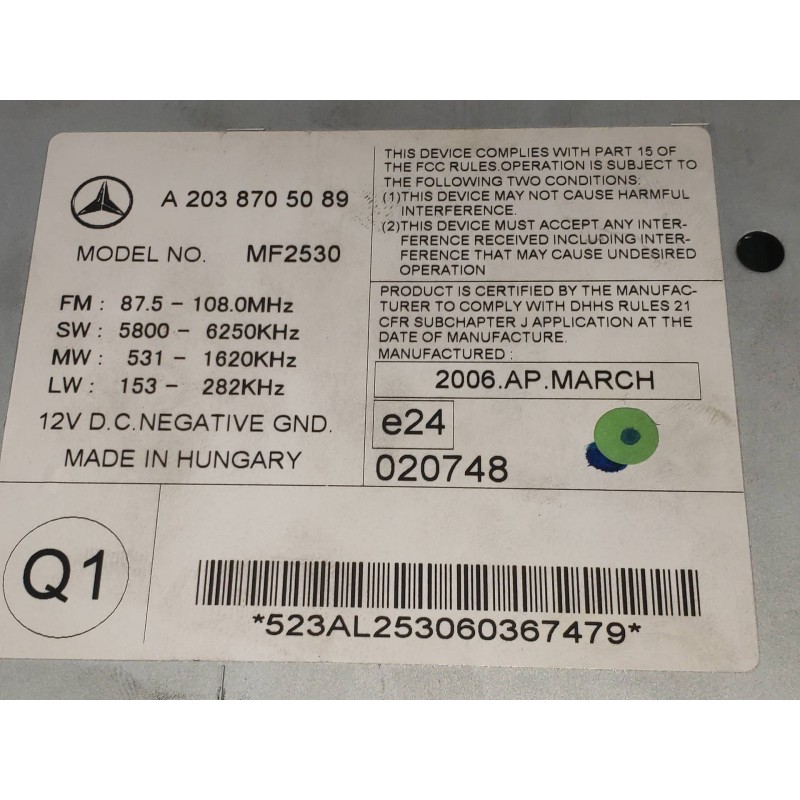 A 203 870 50 89
MODEL NO. MF2530
FM : 87.5 – 108.0MHz
SW : 5800 – 6250KHz
MW : 531 – 1620KHz
LW : 153 – 282KHz
12V D.C.NEGATIVE GND.
MADE IN HUNGARY
THIS DEVICE COMPLIES WITH PART 15 OF
THE FCC RULES.OPERATION IS SUBJECT TO
THE FOLLOWING TWO CONDITIONS:
(1)THIS DEVICE MAY NOT CAUSE HARMFUL
INTERFERENCE.
(2)THIS DEVICE MUST ACCEPT ANY INTER-
FERENCE RECEIVED INCLUDING INTER-
FERENCE THAT MAY CAUSE UNDESIRED
OPERATION
PRODUCT IS CERTIFIED BY THE MANUFAC-
TURER TO COMPLY WITH DHHS RULES 21
CFR SUBCHAPTER J APPLICATION AT THE
DATE OF MANUFACTURE.
MANUFACTURED :
2006.AP.MARCH
e24
020748
Q1
*523AL253060367479*